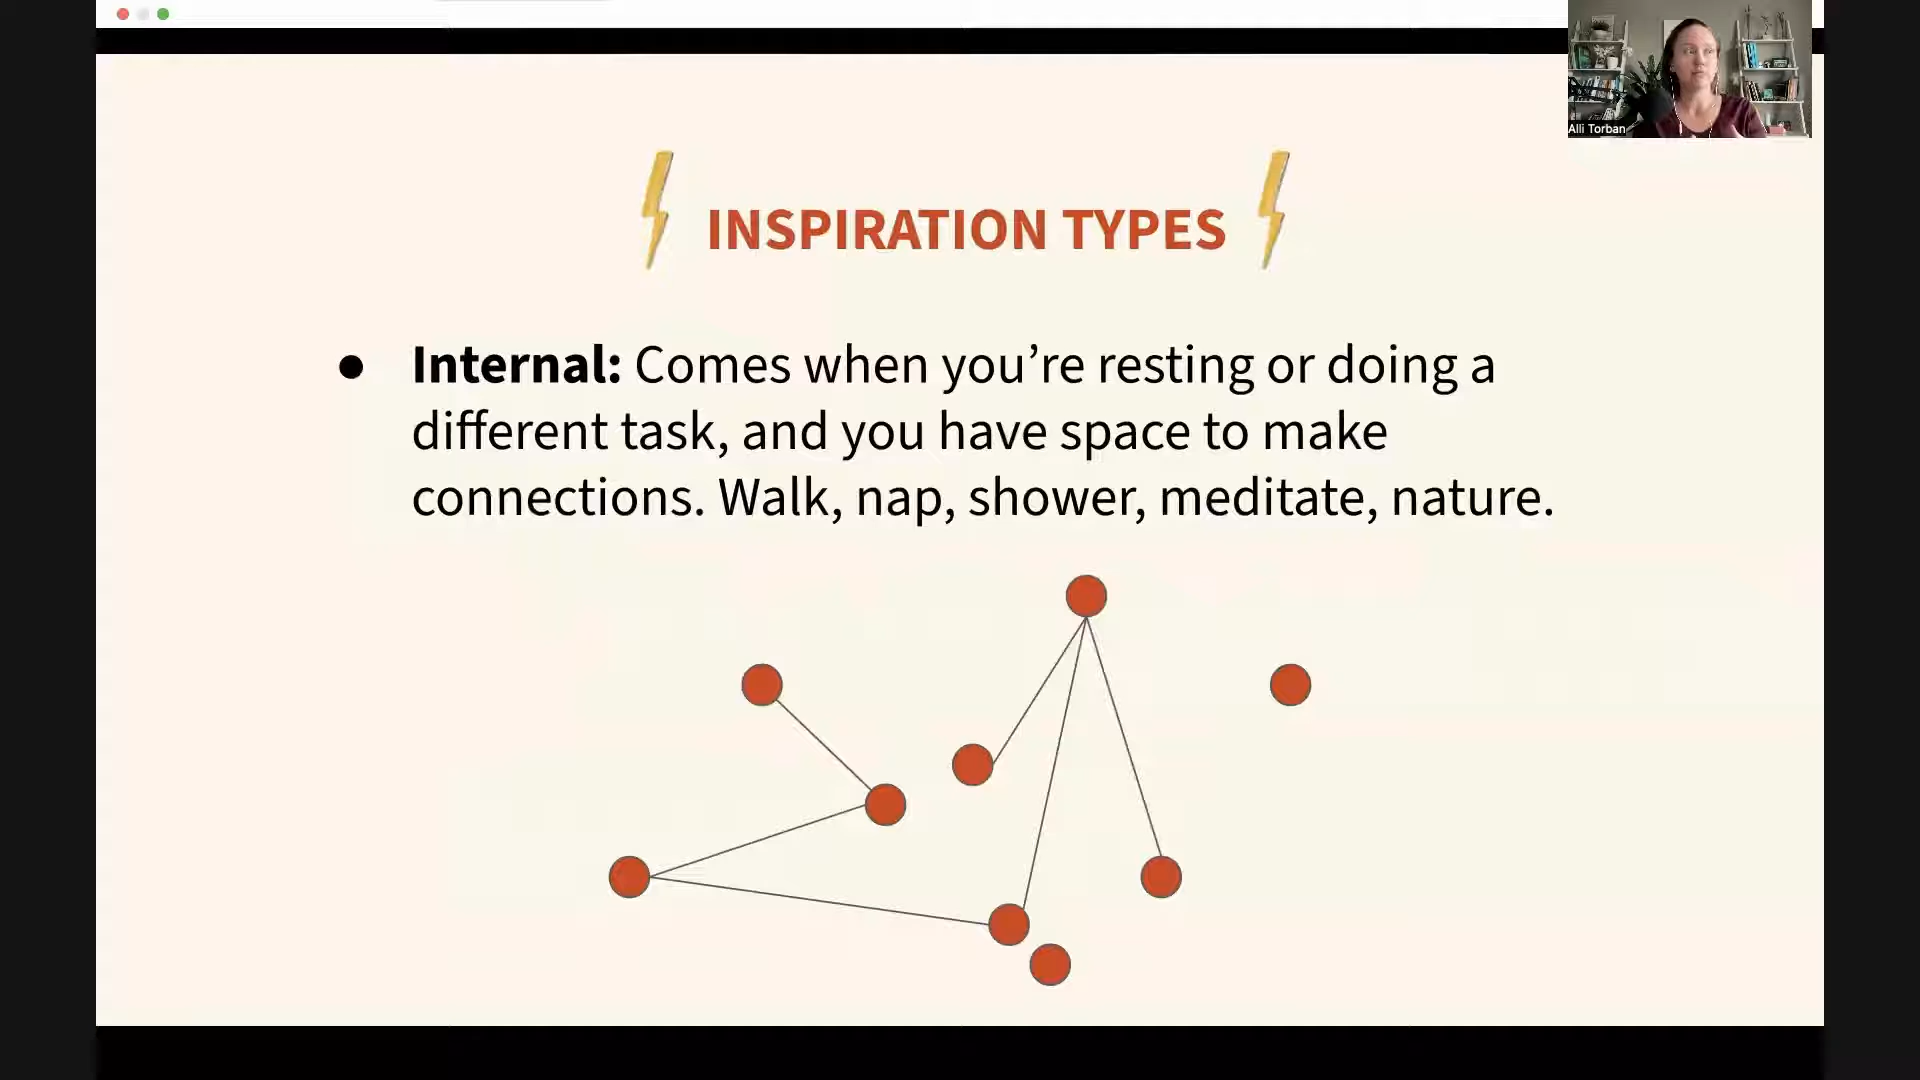 Alli Torban
INSPIRATION TYPES
● Internal: Comes when you’re resting or doing a
different task, and you have space to make
connections. Walk, nap, shower, meditate, nature.